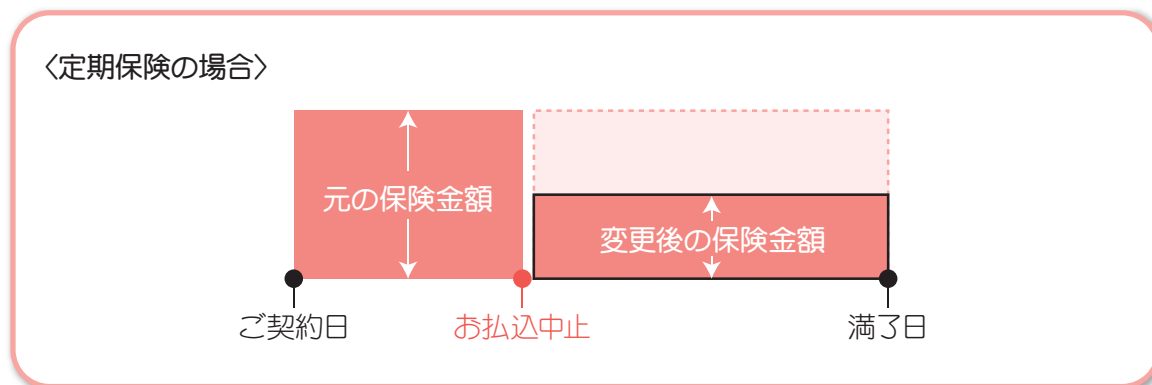 〈定期保険の場合〉
元の保険金額
変更後の保険金額
ご契約日
お払込中止
満了日